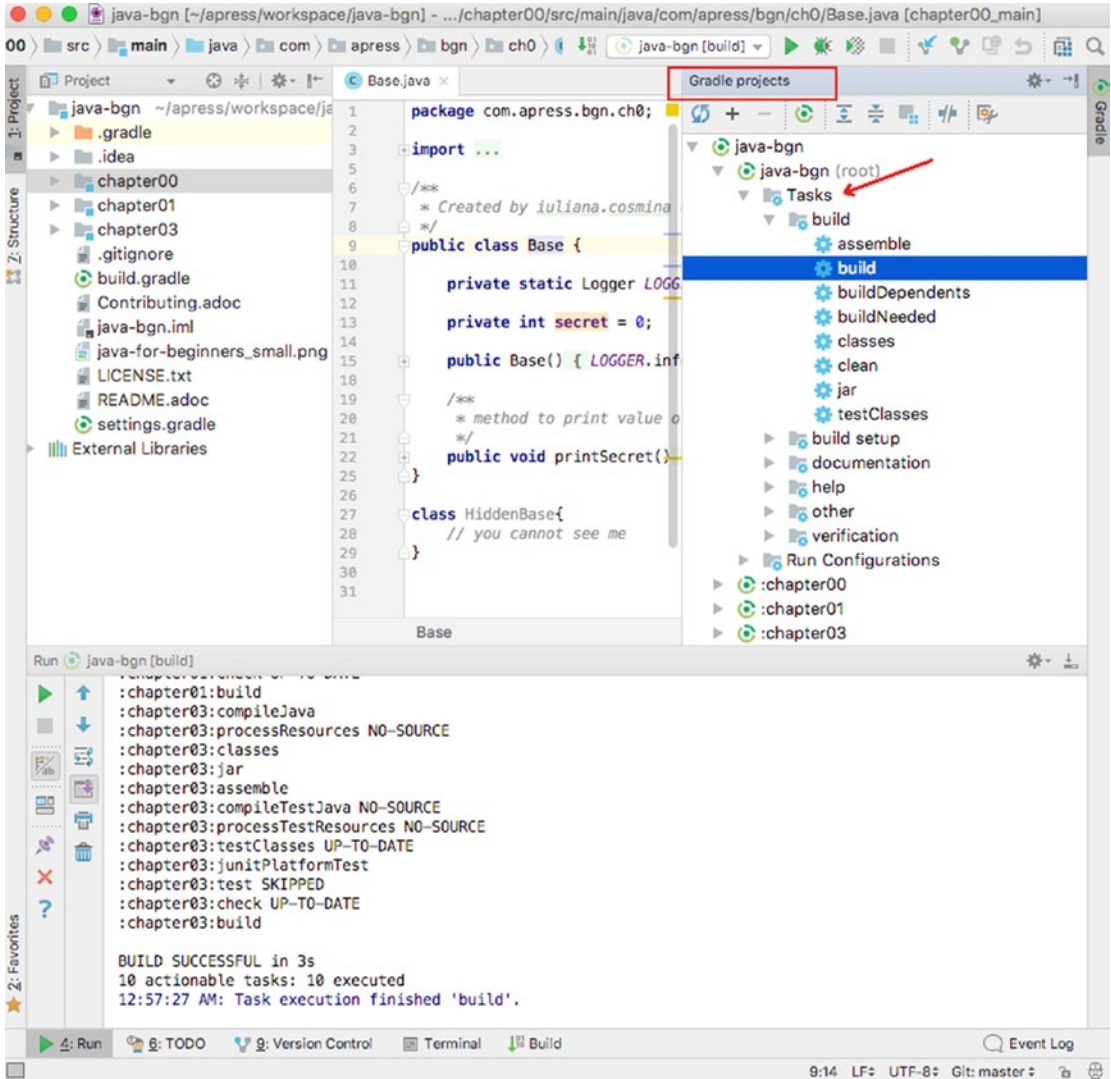 java-bgn [~/apress/workspace/java-bgn] - .../chapter00/src/main/java/com/apress/bgn/ch0/Base.java [chapter00_main]
00 src main java com apress bgn ch0 java-bgn [build]
1: Project
7: Structure
2: Favorites
Project
java-bgn ~/apress/workspace/ja
.gradle
.idea
chapter00
chapter01
chapter03
.gitignore
build.gradle
Contributing.adoc
java-bgn.iml
java-for-beginners_small.png
LICENSE.txt
README.adoc
settings.gradle
External Libraries
Base.java
1 package com.apress.bgn.ch0;
2
3 import ...
5
6 /**
7 * Created by iuliana.cosmina
8 */
9 public class Base {
10
11 private static Logger LOGG
12
13 private int secret = 0;
14
15 public Base() { LOGGER.inf
18
19 /**
20 * method to print value o
21 */
22 public void printSecret()
25 }
26
27 class HiddenBase{
28 // you cannot see me
29 }
30
31
Base
Gradle projects
Gradle
java-bgn
java-bgn (root)
Tasks
build
assemble
build
buildDependents
buildNeeded
classes
clean
jar
testClasses
build setup
documentation
help
other
verification
Run Configurations
:chapter00
:chapter01
:chapter03
Run java-bgn [build]
:chapter01:check UP-TO-DATE
:chapter01:build
:chapter03:compileJava
:chapter03:processResources NO-SOURCE
:chapter03:classes
:chapter03:jar
:chapter03:assemble
:chapter03:compileTestJava NO-SOURCE
:chapter03:processTestResources NO-SOURCE
:chapter03:testClasses UP-TO-DATE
:chapter03:junitPlatformTest
:chapter03:test SKIPPED
:chapter03:check UP-TO-DATE
:chapter03:build
BUILD SUCCESSFUL in 3s
10 actionable tasks: 10 executed
12:57:27 AM: Task execution finished 'build'.
4: Run 6: TODO 9: Version Control Terminal Build Event Log
9:14 LF UTF-8 Git: master